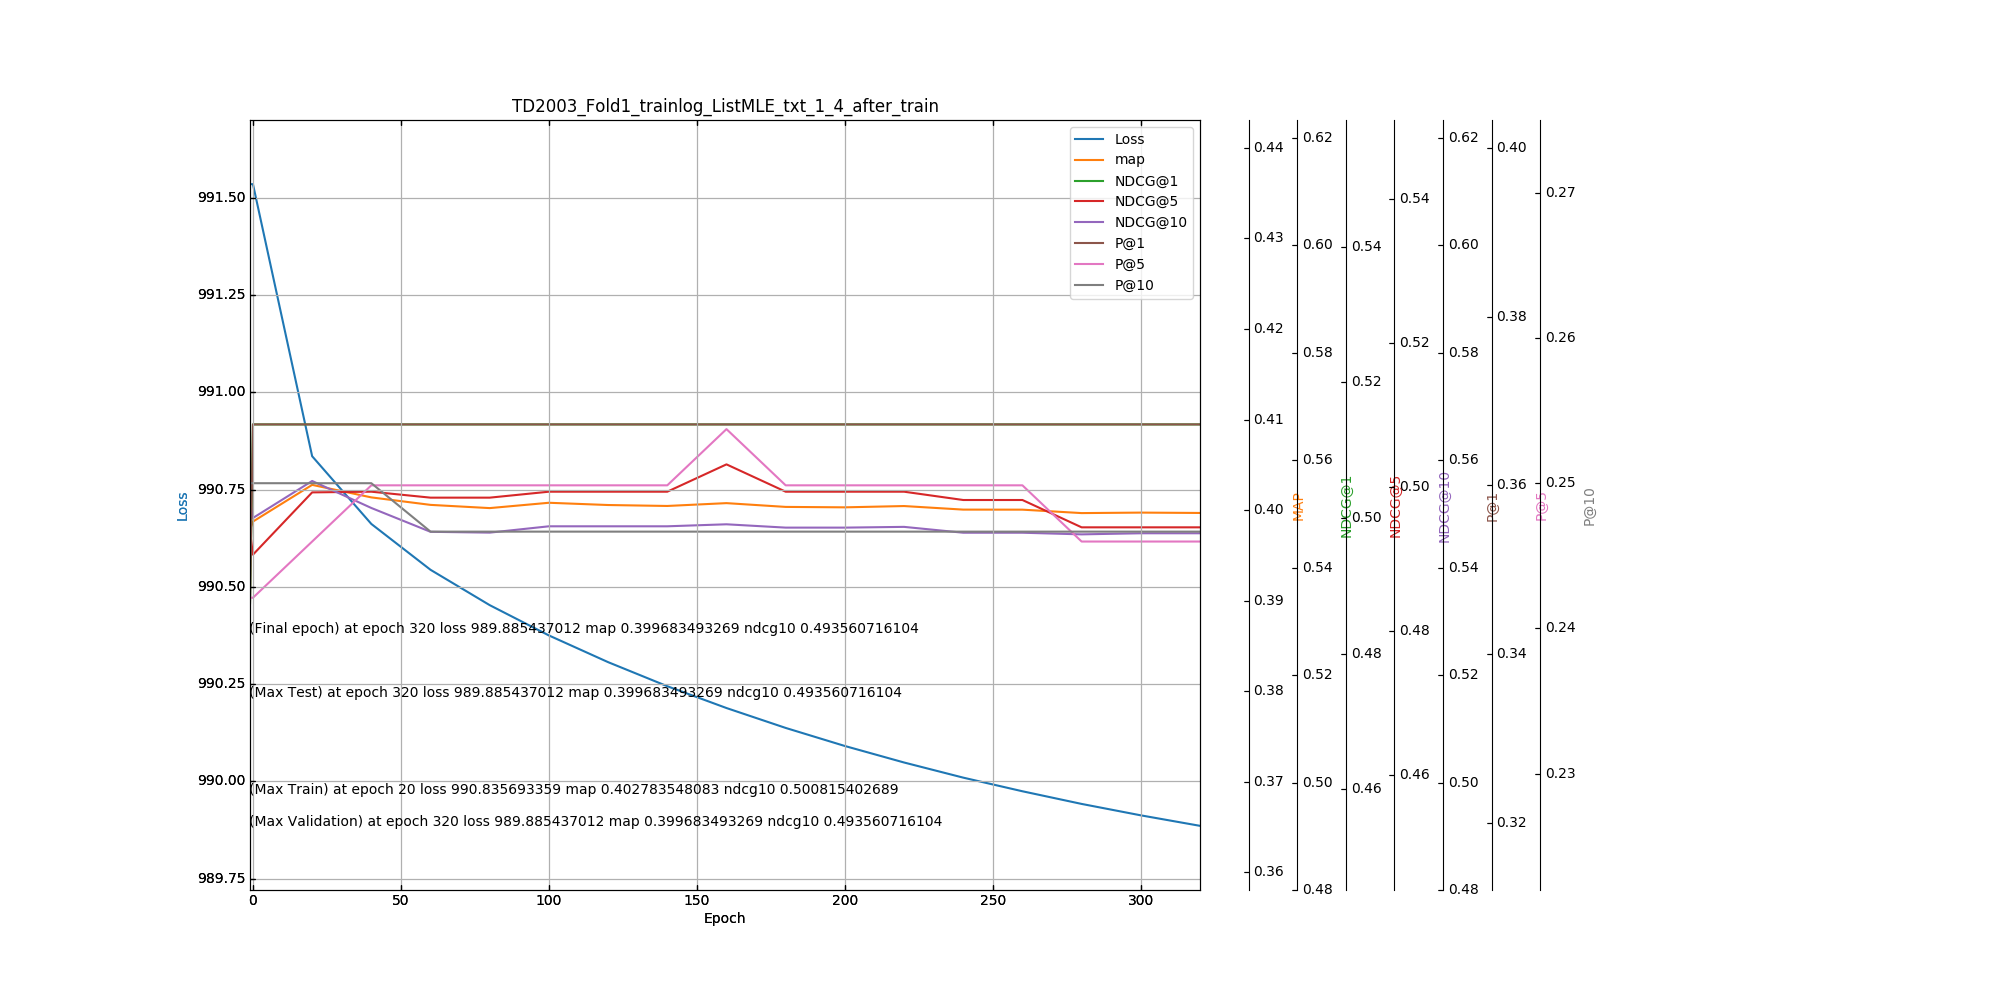 TD2003_Fold1_trainlog_ListMLE_txt_1_4_after_train
Loss
map
NDCG@1
NDCG@5
NDCG@10
P@1
P@5
P@10
991.50
991.25
991.00
990.75
990.50
990.25
990.00
989.75
Loss
(Final epoch) at epoch 320 loss 989.885437012 map 0.399683493269 ndcg10 0.493560716104
(Max Test) at epoch 320 loss 989.885437012 map 0.399683493269 ndcg10 0.493560716104
(Max Train) at epoch 20 loss 990.835693359 map 0.402783548083 ndcg10 0.500815402689
(Max Validation) at epoch 320 loss 989.885437012 map 0.399683493269 ndcg10 0.493560716104
0 50 100 150 200 250 300
Epoch
0.44
0.43
0.42
0.41
0.40
0.39
0.38
0.37
0.36
MAP
0.62
0.60
0.58
0.56
0.54
0.52
0.50
0.48
NDCG@1
0.54
0.52
0.50
0.48
0.46
NDCG@5
0.54
0.52
0.50
0.48
0.46
NDCG@10
0.62
0.60
0.58
0.56
0.54
0.52
0.50
0.48
P@1
0.40
0.38
0.36
0.34
0.32
P@5
0.27
0.26
0.25
0.24
0.23
P@10